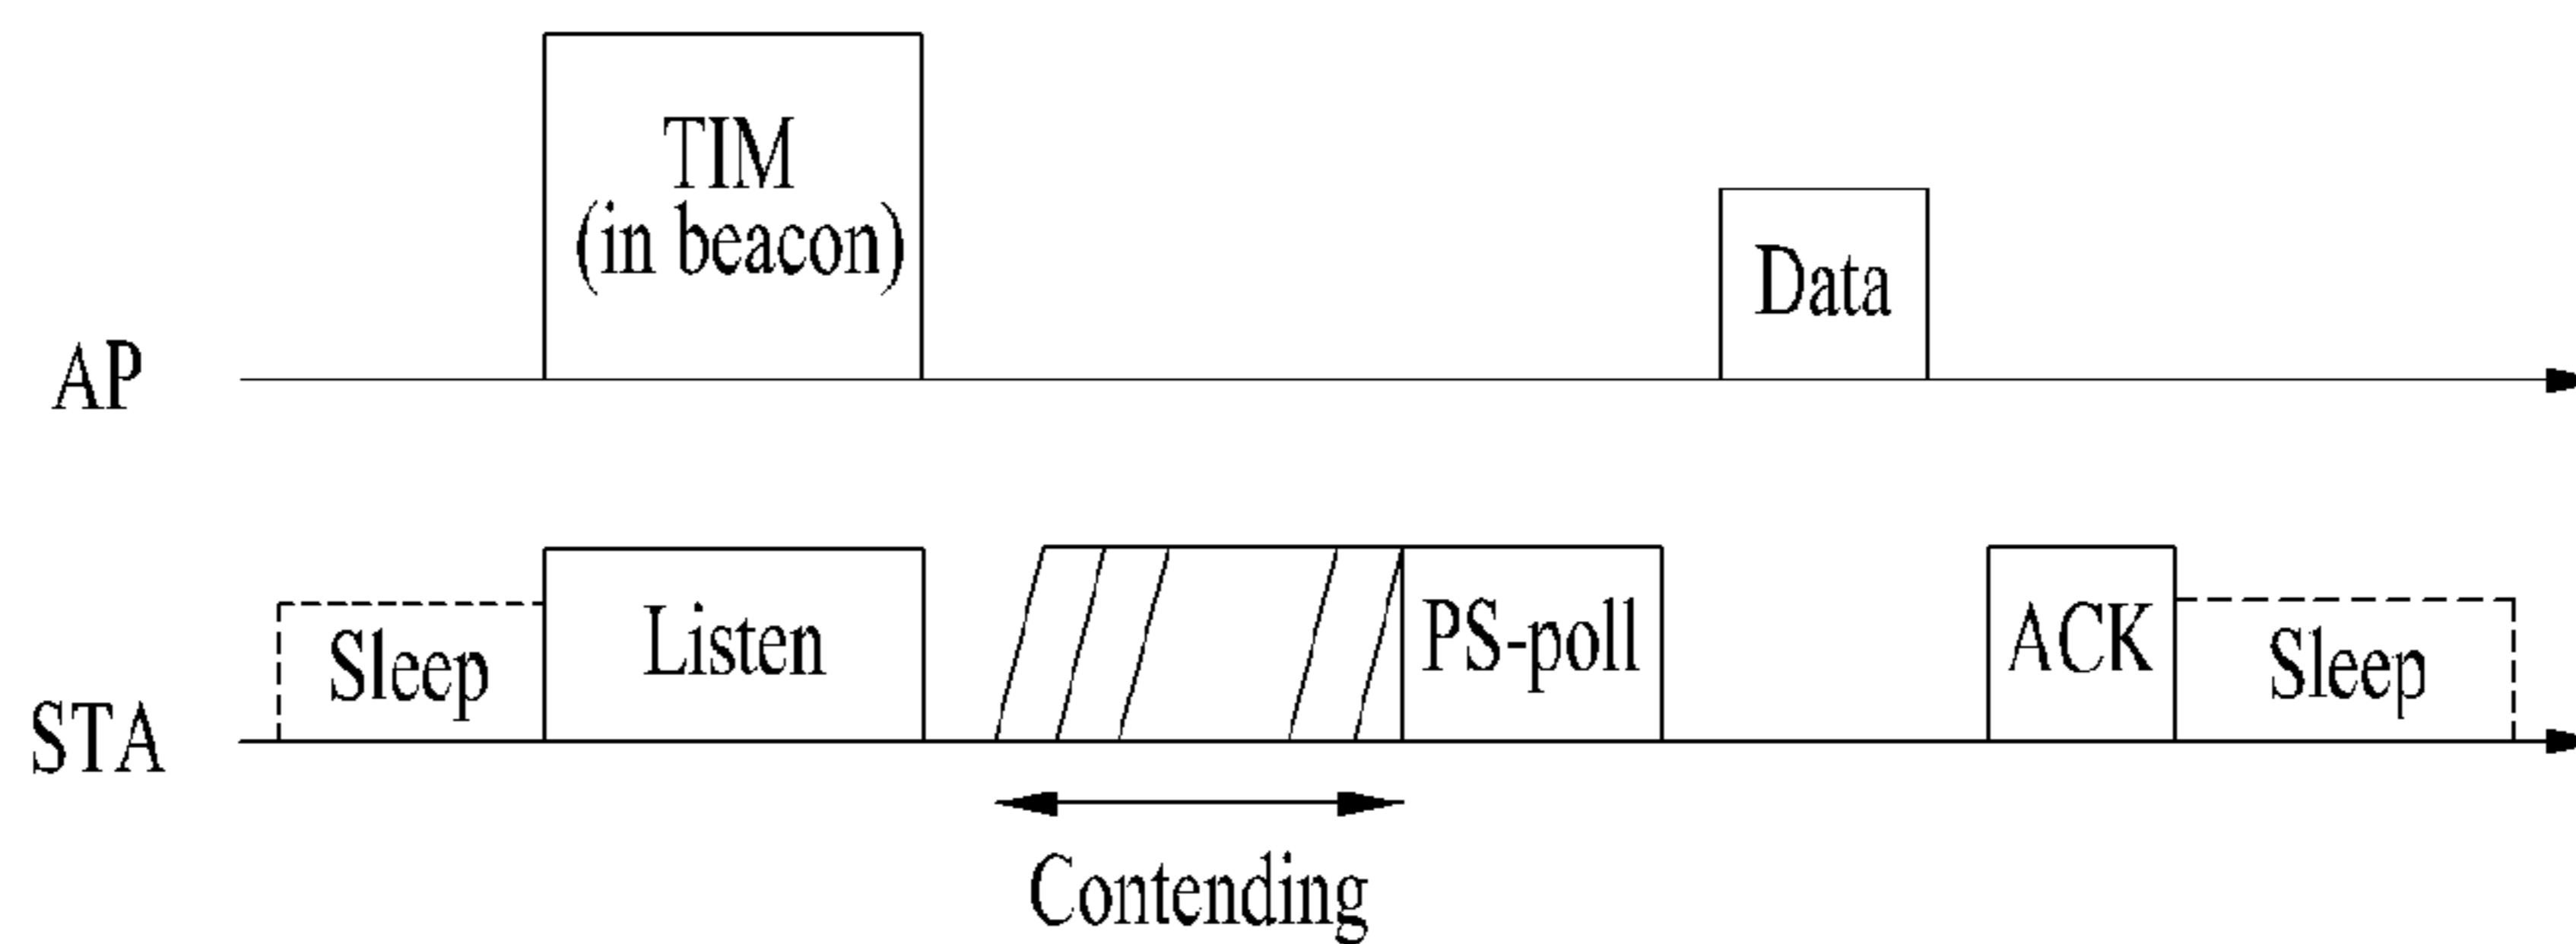 TIM
(in beacon)
Data
AP
Sleep
Listen
PS-poll
ACK
Sleep
STA
Contending